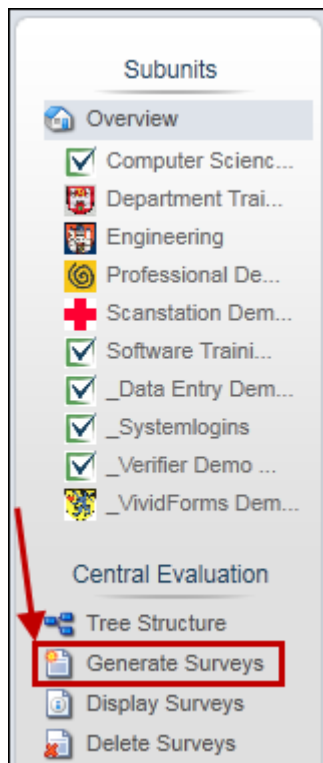 Subunits
Overview
Computer Scienc...
Department Trai...
Engineering
Professional De...
Scanstation Dem...
Software Traini...
_Data Entry Dem...
_Systemlogins
_Verifier Demo ...
_VividForms Dem...
Central Evaluation
Tree Structure
Generate Surveys
Display Surveys
Delete Surveys